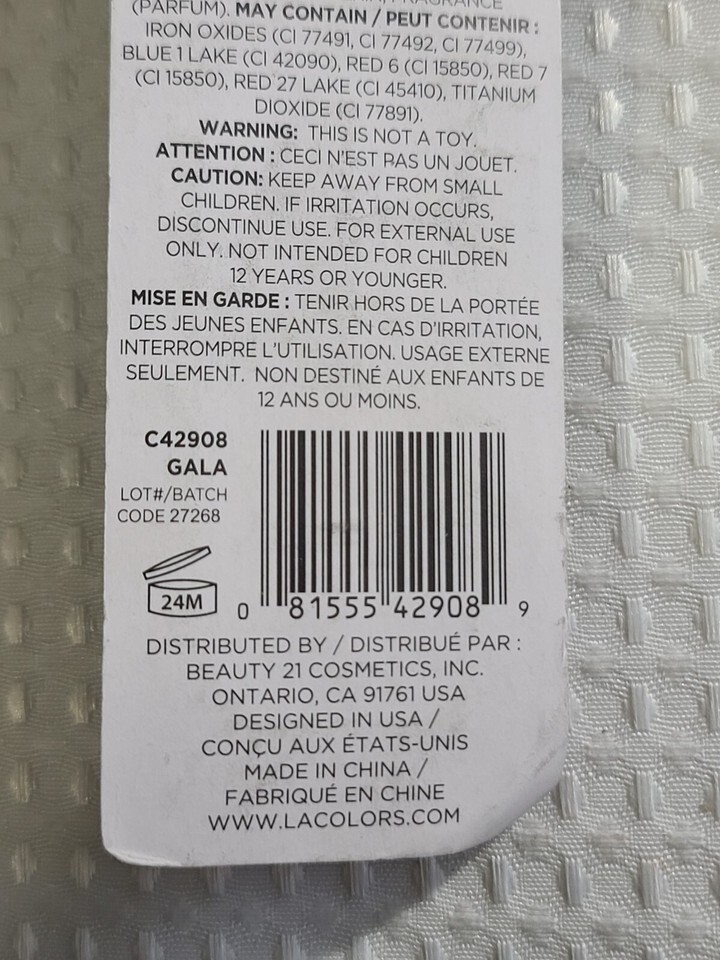 (PARFUM). MAY CONTAIN / PEUT CONTENIR :
IRON OXIDES (CI 77491, CI 77492, CI 77499),
BLUE 1 LAKE (CI 42090), RED 6 (CI 15850), RED 7
(CI 15850), RED 27 LAKE (CI 45410), TITANIUM
DIOXIDE (CI 77891).
WARNING: THIS IS NOT A TOY.
ATTENTION : CECI N'EST PAS UN JOUET.
CAUTION: KEEP AWAY FROM SMALL
CHILDREN. IF IRRITATION OCCURS,
DISCONTINUE USE. FOR EXTERNAL USE
ONLY. NOT INTENDED FOR CHILDREN
12 YEARS OR YOUNGER.
MISE EN GARDE : TENIR HORS DE LA PORTÉE
DES JEUNES ENFANTS. EN CAS D'IRRITATION,
INTERROMPRE L'UTILISATION. USAGE EXTERNE
SEULEMENT. NON DESTINÉ AUX ENFANTS DE
12 ANS OU MOINS.
C42908
GALA
LOT#/BATCH
CODE 27268
24M
0 81555 42908 9
DISTRIBUTED BY / DISTRIBUÉ PAR :
BEAUTY 21 COSMETICS, INC.
ONTARIO, CA 91761 USA
DESIGNED IN USA /
CONÇU AUX ÉTATS-UNIS
MADE IN CHINA /
FABRIQUÉ EN CHINE
WWW.LACOLORS.COM